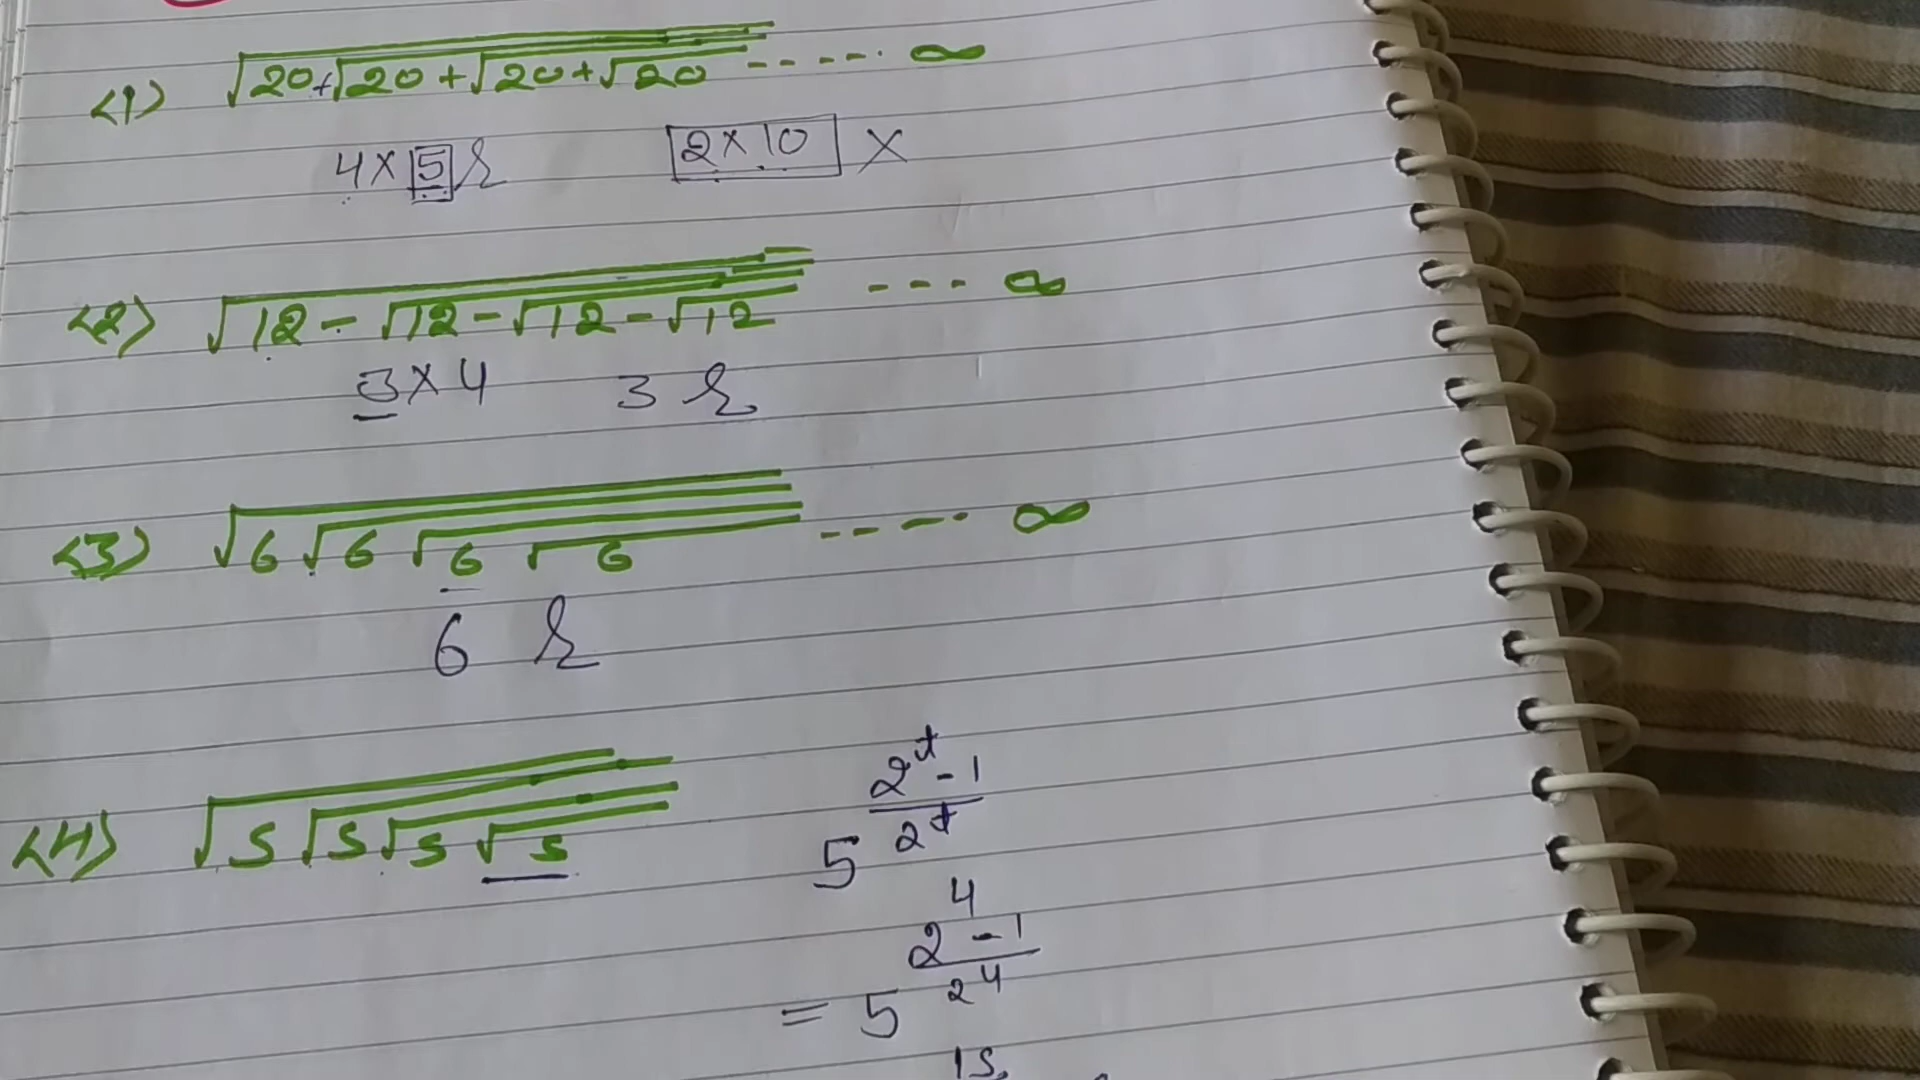 <1) √20+√20+√20+√20 ----- ∞
4×5 2×10 ×
<2) √12-√12-√12-√12 --- ∞
3×4 3
<3) √6√6√6√6 ---- ∞
6
5^(2^t-1)/2^t
<4) √5√5√5√5
= 5^(2^4-1)/2^4
15